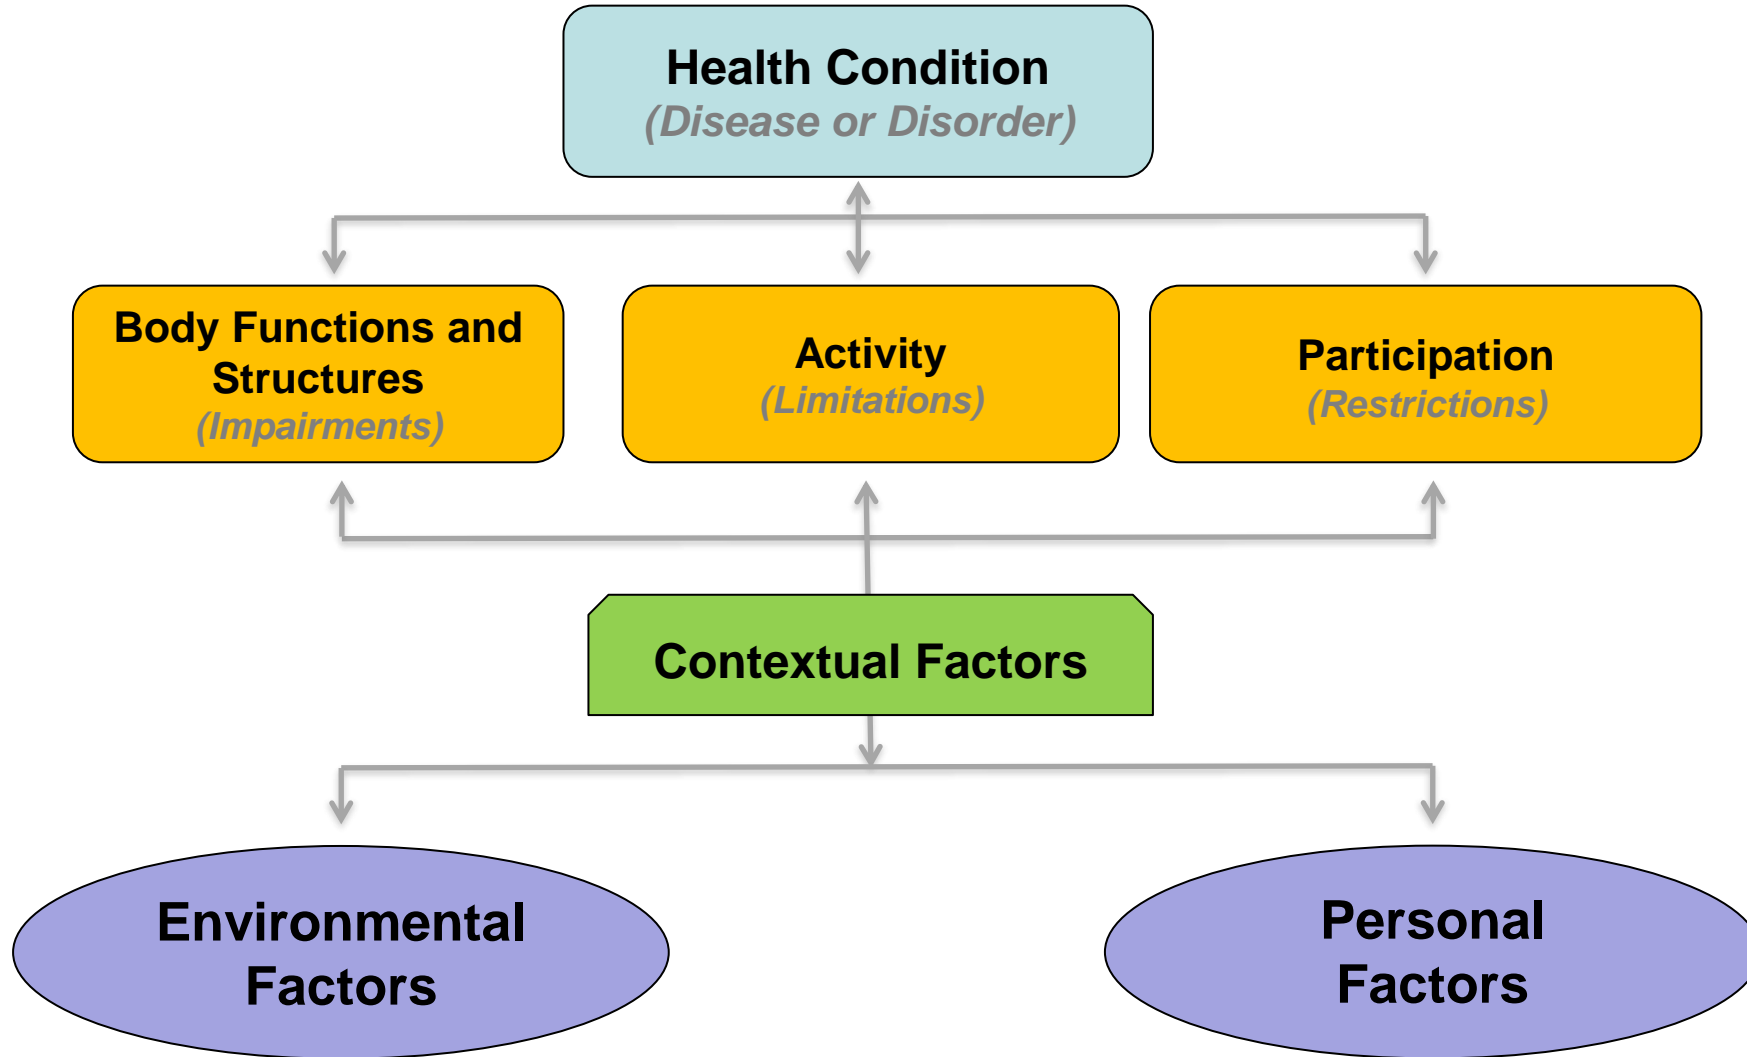 Health Condition
(Disease or Disorder)
Body Functions and
Structures
(Impairments)
Activity
(Limitations)
Participation
(Restrictions)
Contextual Factors
Environmental
Factors
Personal
Factors